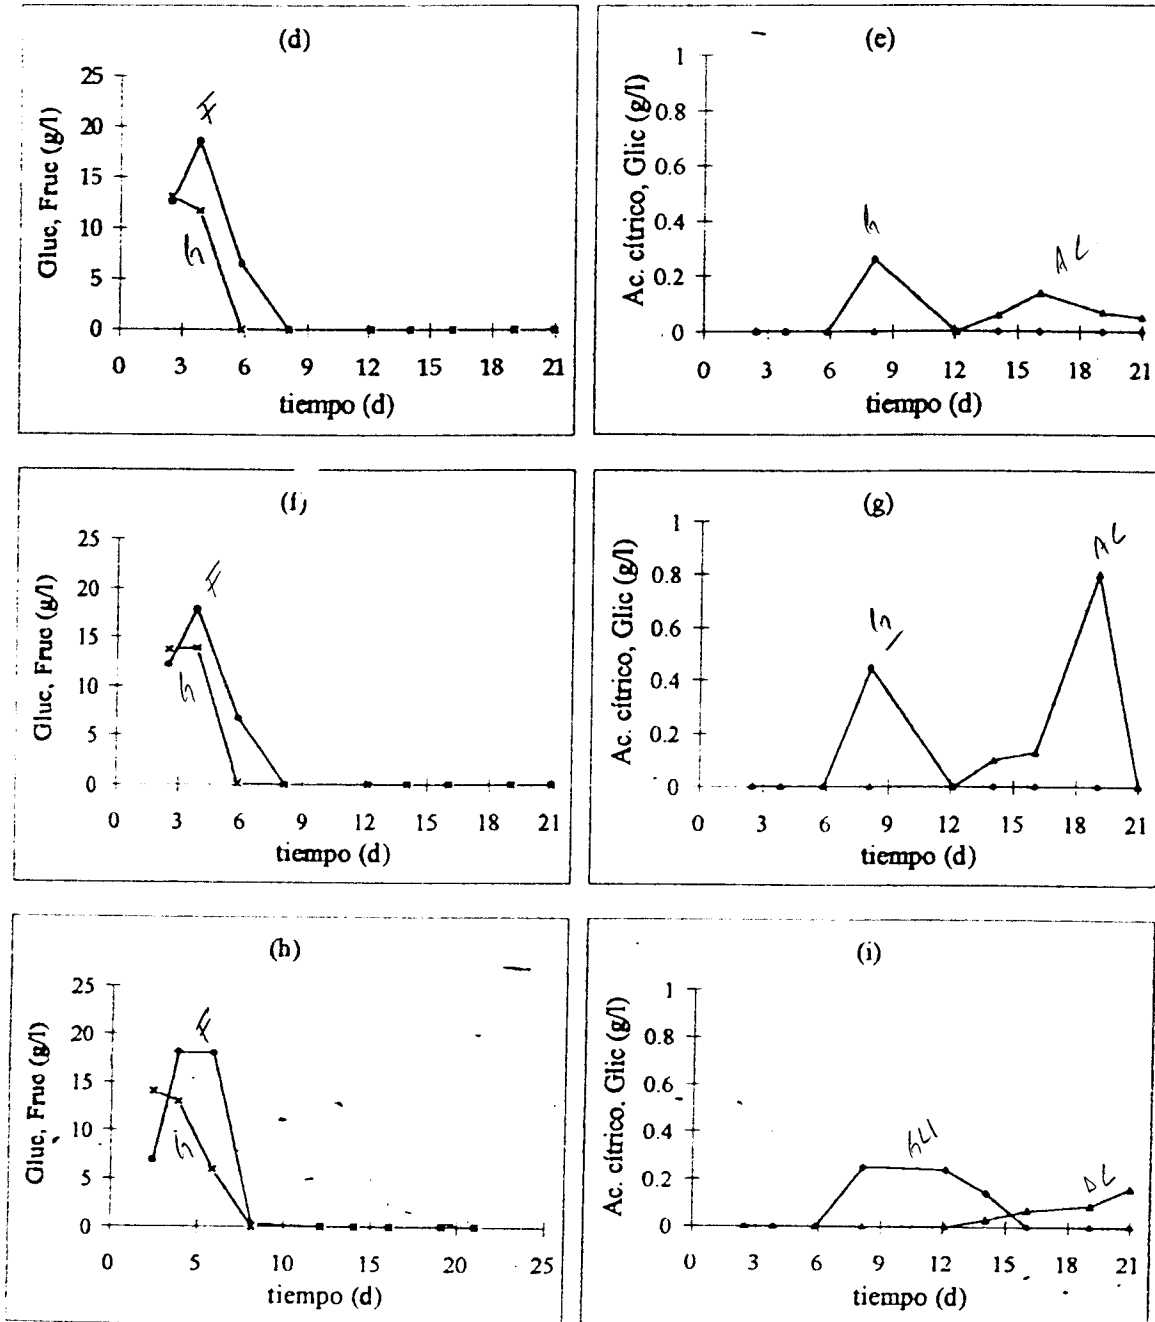 (d)
Gluc, Fruc (g/l)
25
20
15
10
5
0
F
G
0 3 6 9 12 15 18 21
tiempo (d)
(e)
Ac. cítrico, Glic (g/l)
1
0.8
0.6
0.4
0.2
0
G
AC
0 3 6 9 12 15 18 21
tiempo (d)
(f)
Gluc, Fruc (g/l)
25
20
15
10
5
0
F
G
0 3 6 9 12 15 18 21
tiempo (d)
(g)
Ac. cítrico, Glic (g/l)
1
0.8
0.6
0.4
0.2
0
G
AC
0 3 6 9 12 15 18 21
tiempo (d)
(h)
Gluc, Fruc (g/l)
25
20
15
10
5
0
F
G
0 5 10 15 20 25
tiempo (d)
(i)
Ac. cítrico. Glic (g/l)
1
0.8
0.6
0.4
0.2
0
GLI
AC
0 3 6 9 12 15 18 21
tiempo (d)